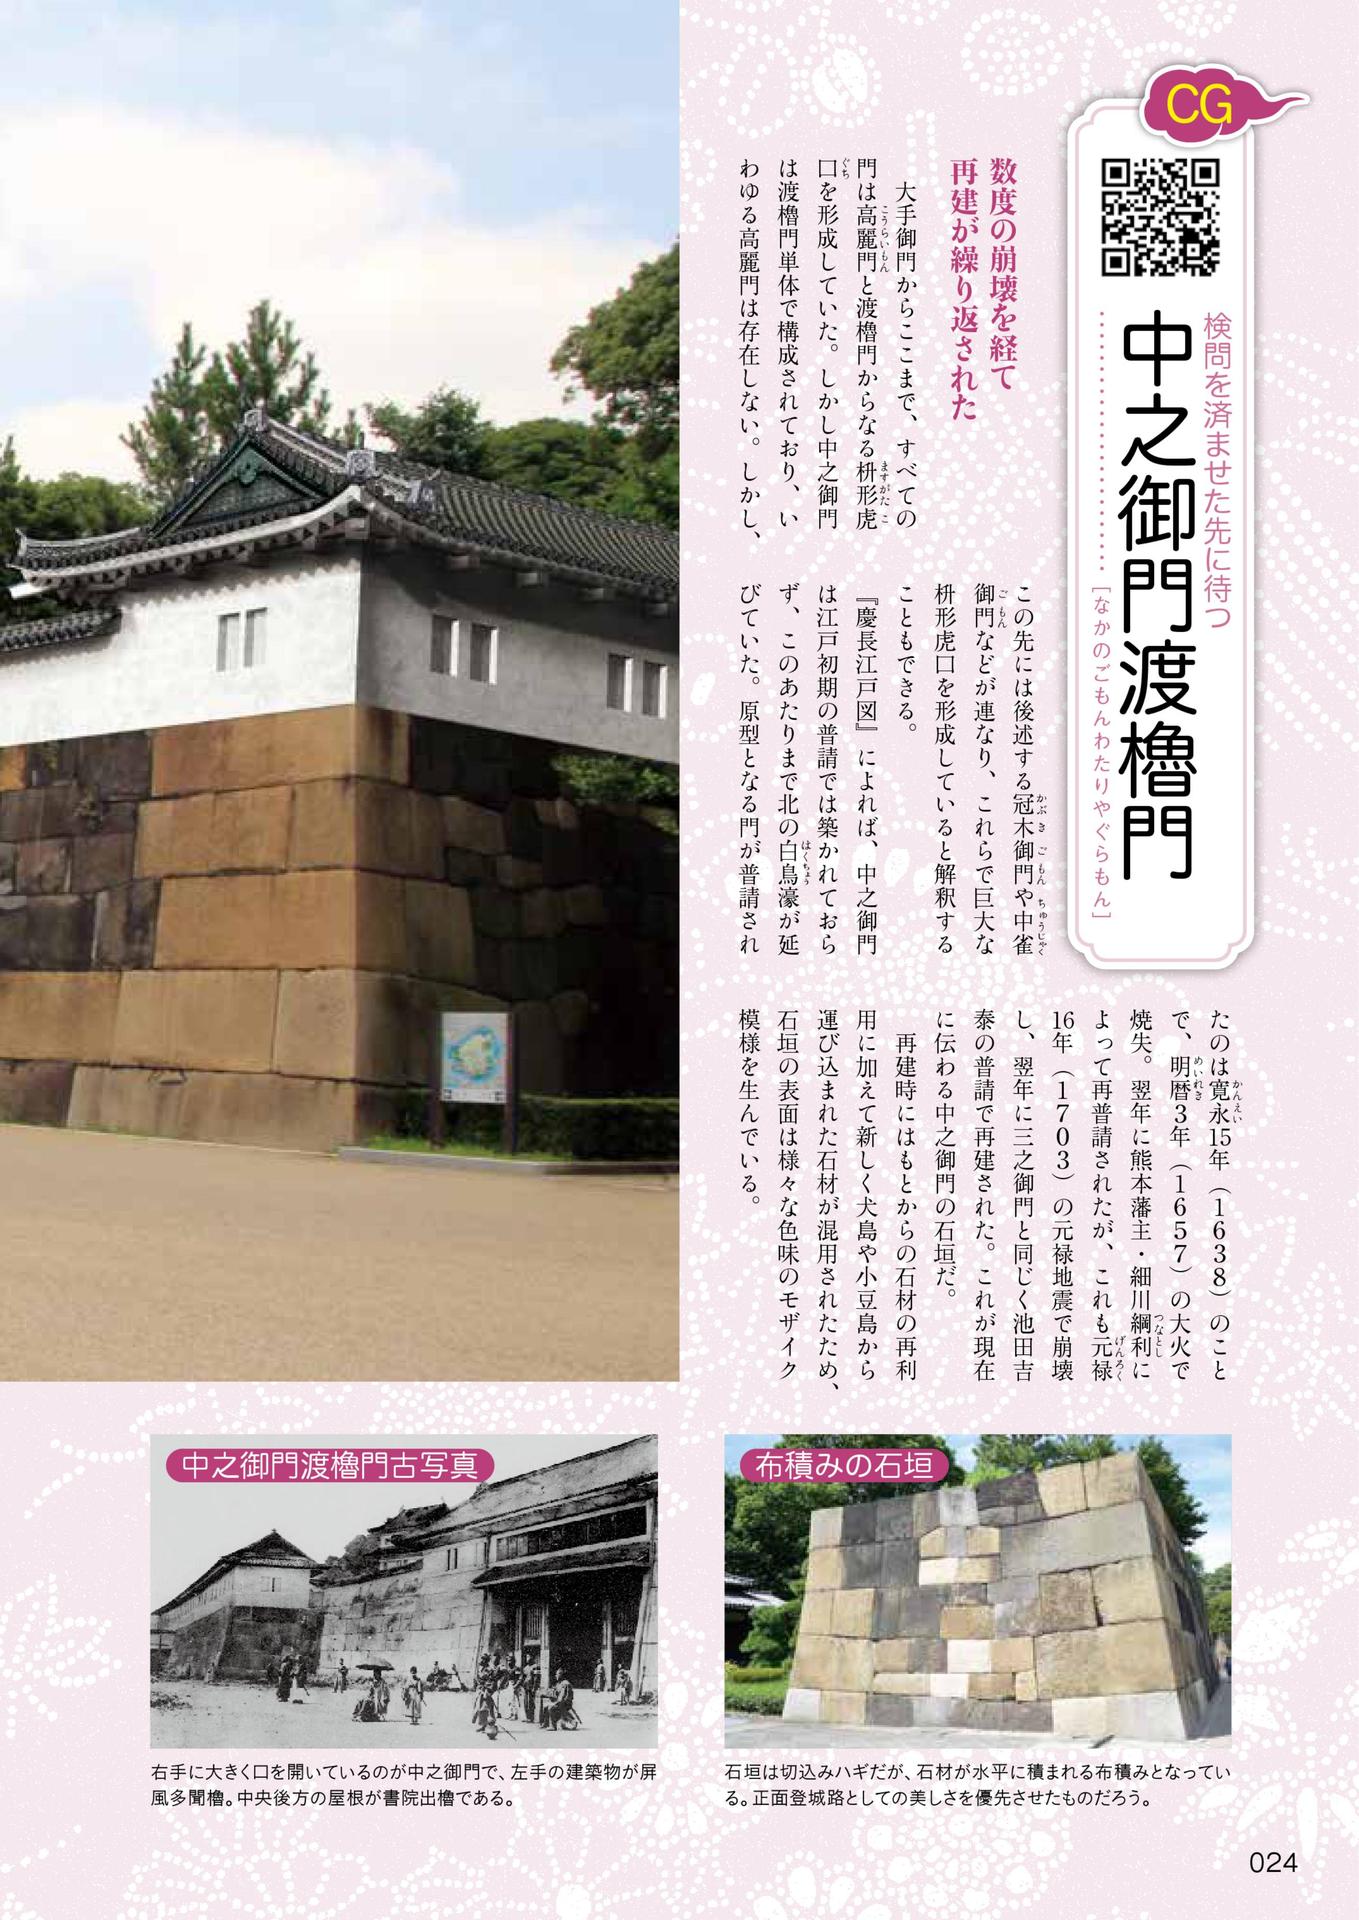 CG
検問を済ませた先に待つ
中之御門渡櫓門
［なかのごもんわたりやぐらもん］
数度の崩壊を経て
再建が繰り返された
大手御門からここまで、すべての
門は高麗門と渡櫓門からなる枡形虎
口を形成していた。しかし中之御門
は渡櫓門単体で構成されており、い
わゆる高麗門は存在しない。しかし、
この先には後述する冠木御門や中雀
御門などが連なり、これらで巨大な
枡形虎口を形成していると解釈する
こともできる。
『慶長江戸図』によれば、中之御門
は江戸初期の普請では築かれておら
ず、このあたりまで北の白鳥濠が延
びていた。原型となる門が普請され
たのは寛永15年（1638）のこと
で、明暦3年（1657）の大火で
焼失。翌年に熊本藩主・細川綱利に
よって再普請されたが、これも元禄
16年（1703）の元禄地震で崩壊
し、翌年に三之御門と同じく池田吉
泰の普請で再建された。これが現在
に伝わる中之御門の石垣だ。
再建時にはもとからの石材の再利
用に加えて新しく犬島や小豆島から
運び込まれた石材が混用されたため、
石垣の表面は様々な色味のモザイク
模様を生んでいる。
中之御門渡櫓門古写真
右手に大きく口を開いているのが中之御門で、左手の建築物が屏
風多聞櫓。中央後方の屋根が書院出櫓である。
布積みの石垣
石垣は切込みハギだが、石材が水平に積まれる布積みとなってい
る。正面登城路としての美しさを優先させたものだろう。
024